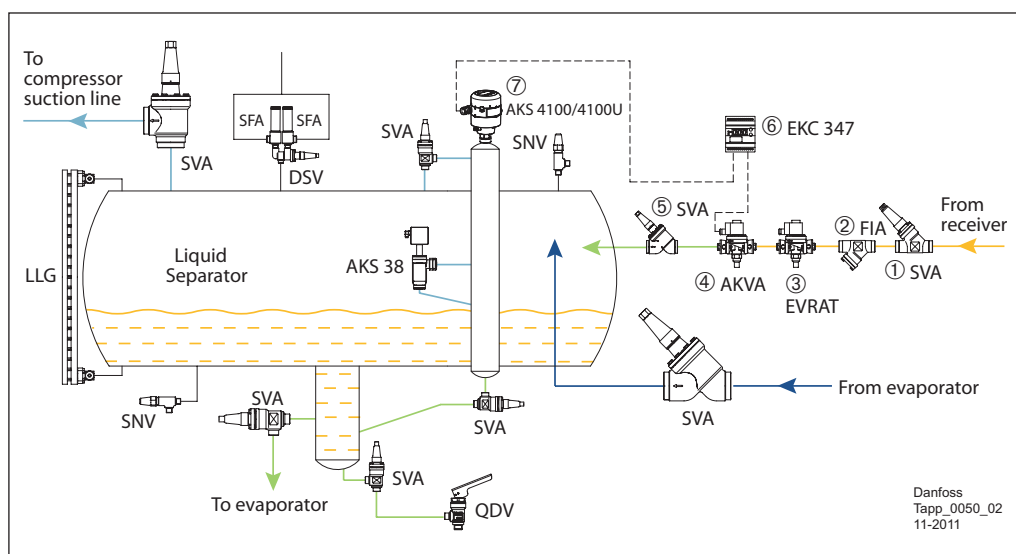 To
compressor
suction line
SVA
SFA
SFA
DSV
SVA
⑦
AKS 4100/4100U
SNV
⑥ EKC 347
⑤ SVA
② FIA
From
receiver
① SVA
④ AKVA
③
EVRAT
LLG
Liquid
Separator
AKS 38
From evaporator
SVA
SNV
SVA
SVA
To evaporator
SVA
QDV
Danfoss
Tapp_0050_02
11-2011